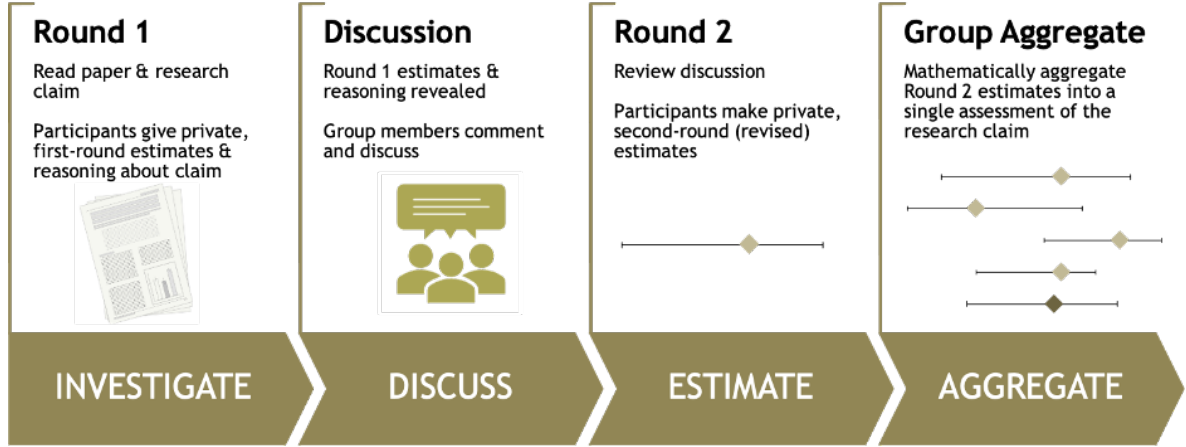 Round 1
Read paper & research
claim
Participants give private,
first-round estimates &
reasoning about claim
INVESTIGATE
Discussion
Round 1 estimates &
reasoning revealed
Group members comment
and discuss
DISCUSS
Round 2
Review discussion
Participants make private,
second-round (revised)
estimates
ESTIMATE
Group Aggregate
Mathematically aggregate
Round 2 estimates into a
single assessment of the
research claim
AGGREGATE